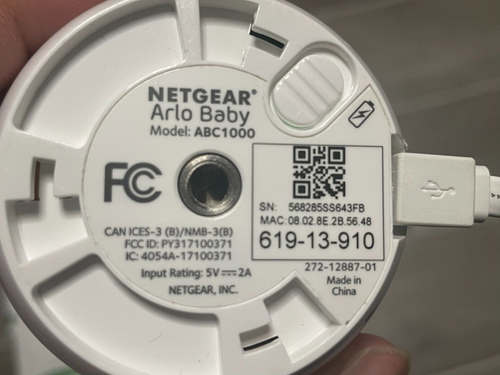 NETGEAR®
Arlo Baby
Model: ABC1000
FC
SN: 568285SS643FB
MAC: 08.02.8E.2B.56.48
619-13-910
CAN ICES-3 (B)/NMB-3(B)
FCC ID: PY317100371
IC: 4054A-17100371
Input Rating: 5V⎓2A
NETGEAR, INC.
272-12887-01
Made in
China